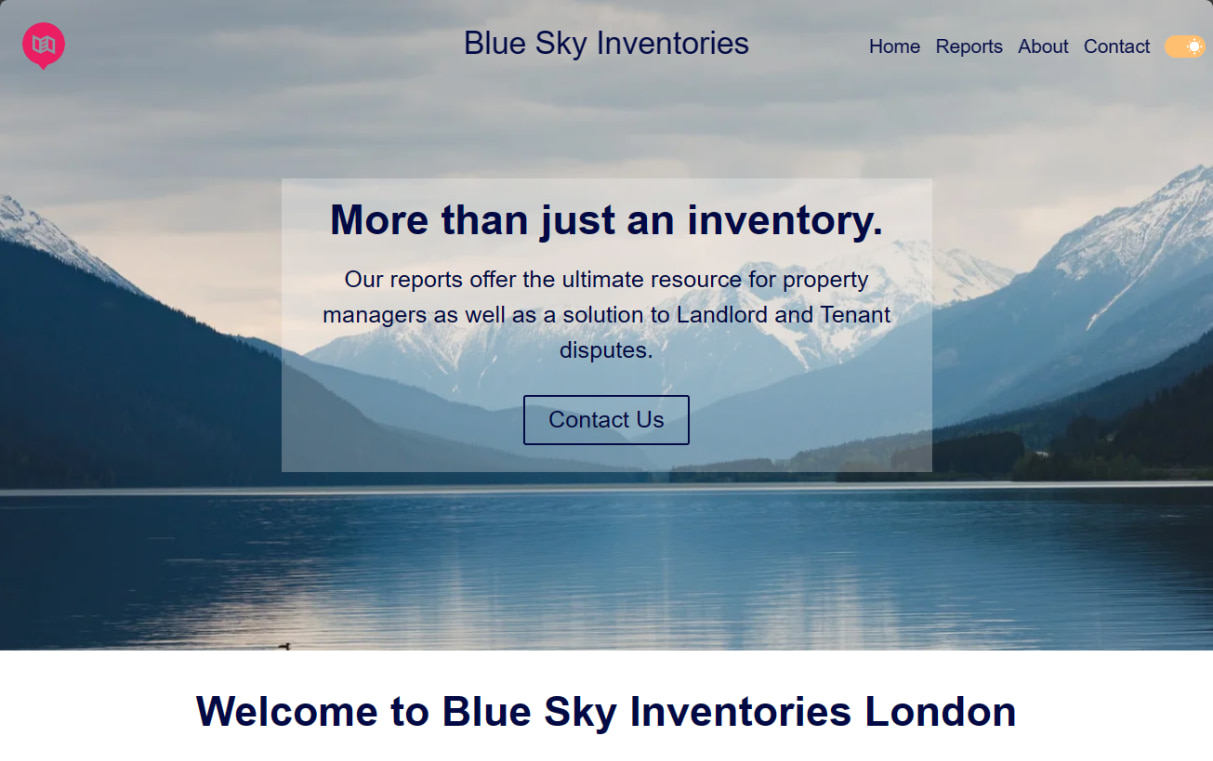 Blue Sky Inventories
Home Reports About Contact
More than just an inventory.
Our reports offer the ultimate resource for property
managers as well as a solution to Landlord and Tenant
disputes.
Contact Us
Welcome to Blue Sky Inventories London